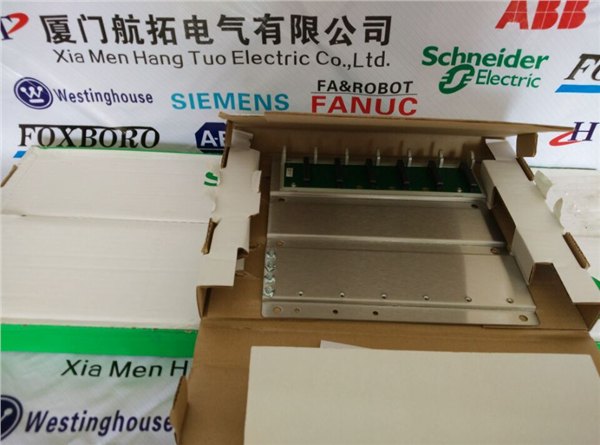 厦门航拓电气有限公司
Xia Men Hang Tuo Electric Co.,Ltd.
ABB
Schneider
Electric
Westinghouse
SIEMENS
FA&ROBOT
FANUC
FOXBORO
Xia Men H
Westinghouse